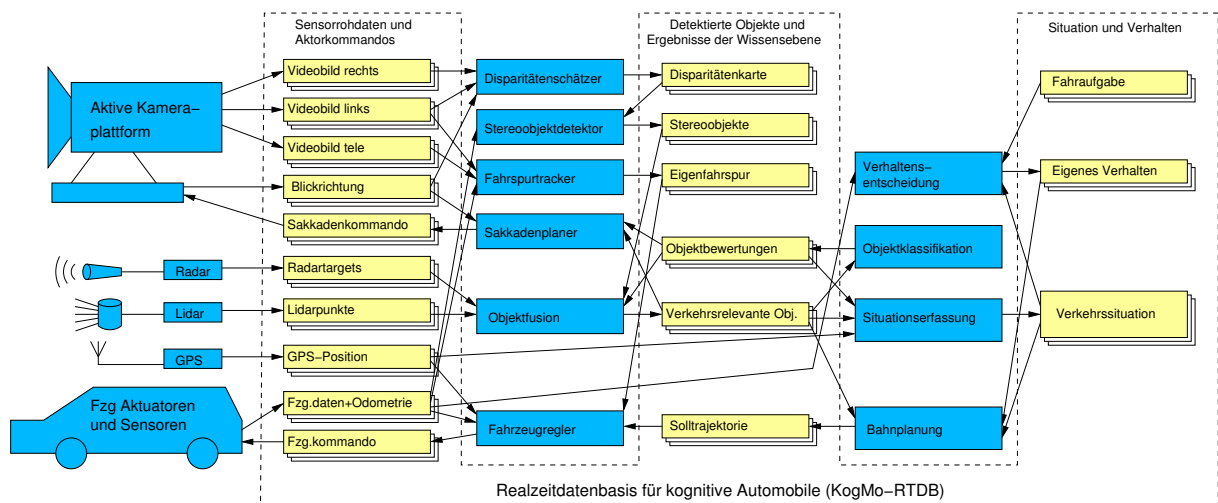 Sensorrohdaten und
Aktorkommandos
Detektierte Objekte und
Ergebnisse der Wissensebene
Situation und Verhalten
Aktive Kamera−
plattform
Radar
Lidar
GPS
Fzg Aktuatoren
und Sensoren
Videobild rechts
Videobild links
Videobild tele
Blickrichtung
Sakkadenkommando
Radartargets
Lidarpunkte
GPS−Position
Fzg.daten+Odometrie
Fzg.kommando
Disparitätenschätzer
Stereoobjektdetektor
Fahrspurtracker
Sakkadenplaner
Objektfusion
Fahrzeugregler
Disparitätenkarte
Stereoobjekte
Eigenfahrspur
Objektbewertungen
Verkehrsrelevante Obj.
Solltrajektorie
Verhaltens−
entscheidung
Objektklassifikation
Situationserfassung
Bahnplanung
Fahraufgabe
Eigenes Verhalten
Verkehrssituation
Realzeitdatenbasis für kognitive Automobile (KogMo−RTDB)